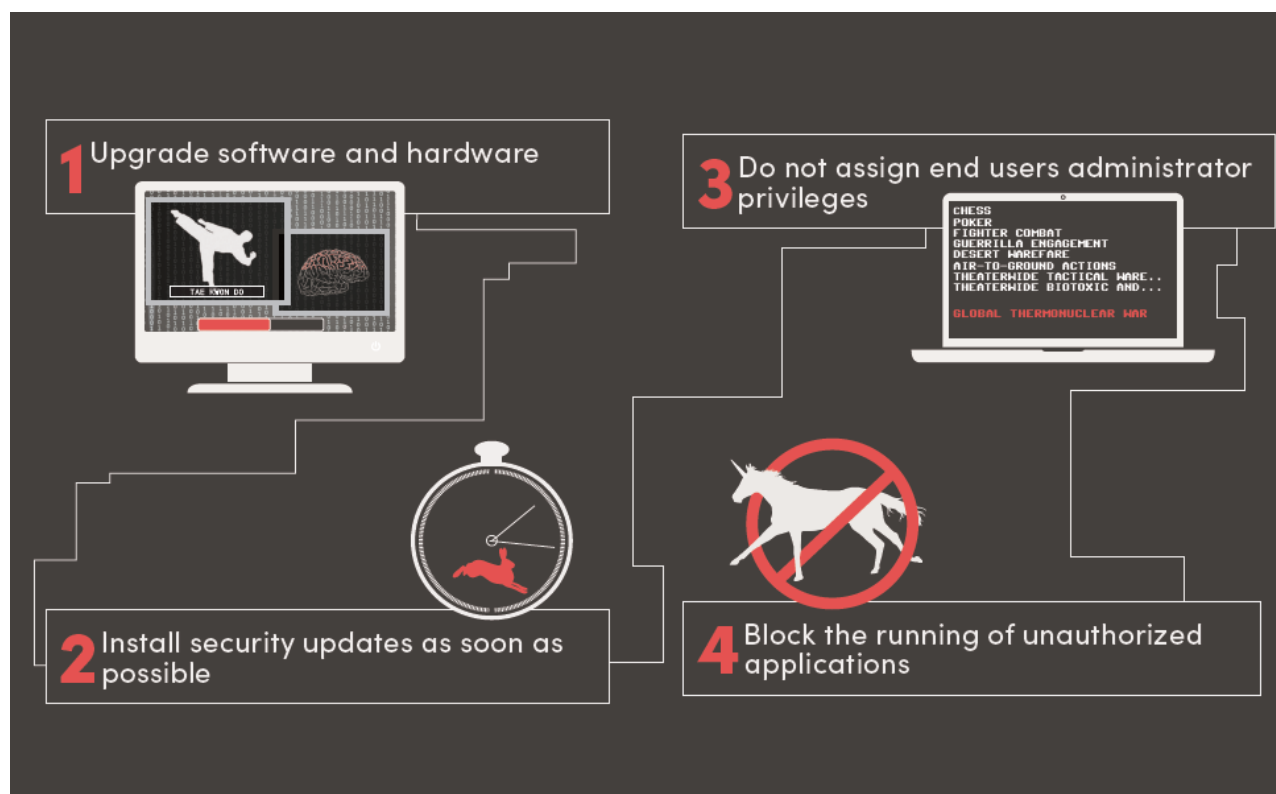 1 Upgrade software and hardware
TAE KWON DO
2 Install security updates as soon as
possible
3 Do not assign end users administrator
privileges
CHESS
POKER
FIGHTER COMBAT
GUERRILLA ENGAGEMENT
DESERT WAREFARE
AIR-TO-GROUND ACTIONS
THEATERWIDE TACTICAL WARE..
THEATERWIDE BIOTOXIC AND...
GLOBAL THERMONUCLEAR WAR
4 Block the running of unauthorized
applications